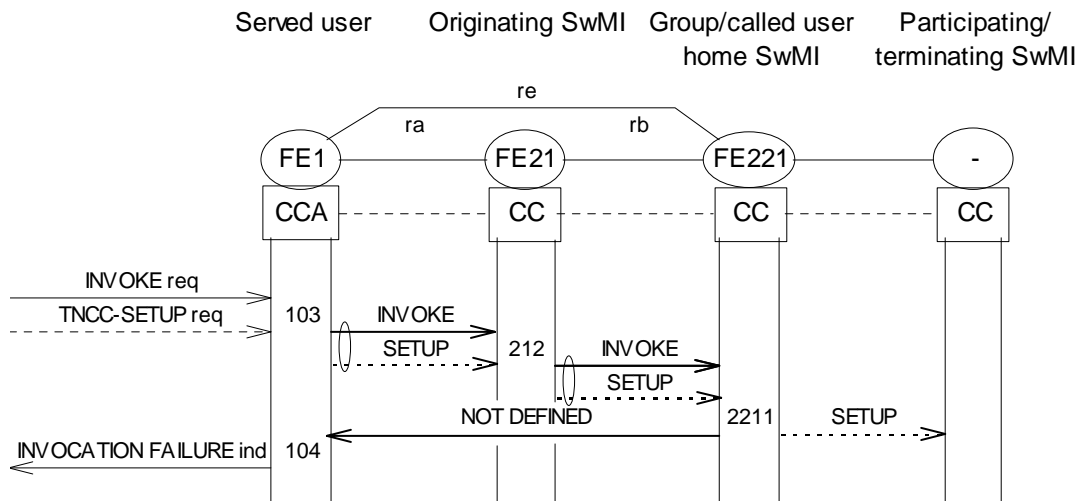 Served user
Originating SwMI
Group/called user
home SwMI
Participating/
terminating SwMI
re
ra
rb
FE1
FE21
FE221
-
CCA
CC
CC
CC
INVOKE req
TNCC-SETUP req
103
INVOKE
SETUP
212
INVOKE
SETUP
NOT DEFINED
2211
SETUP
INVOCATION FAILURE ind
104